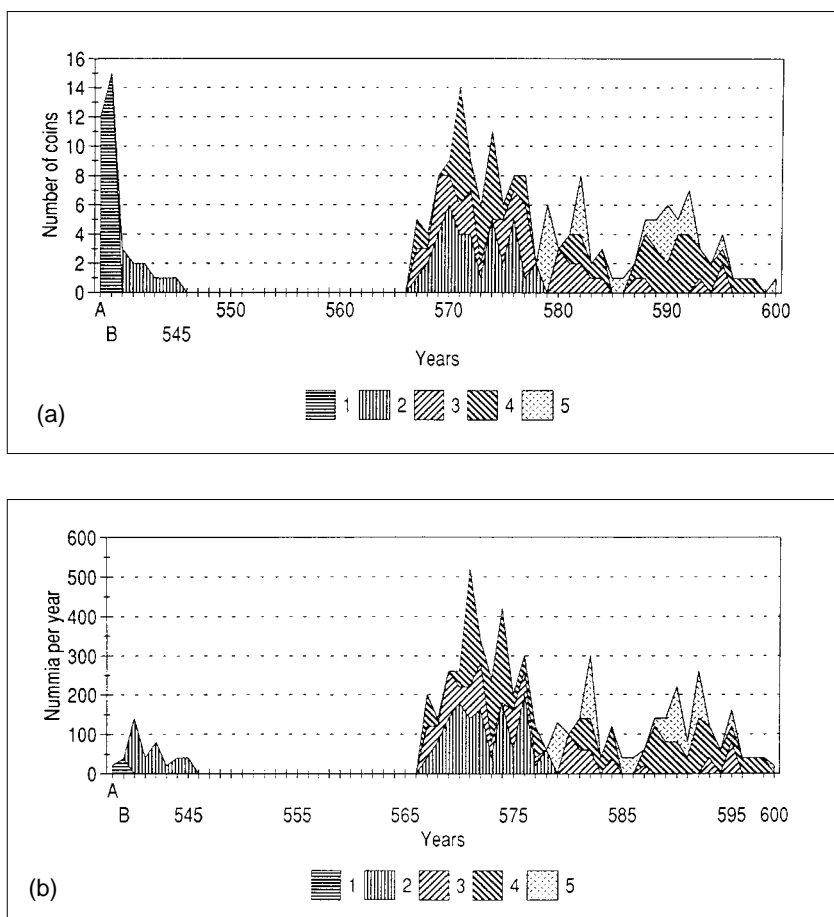 16
14
12
10
8
6
4
2
0
Number of coins
A 550 560 570 580 590 600
B 545
Years
1 2 3 4 5
(a)
600
500
400
300
200
100
0
Nummia per year
A
B 545 555 565 575 585 595 600
Years
1 2 3 4 5
(b)